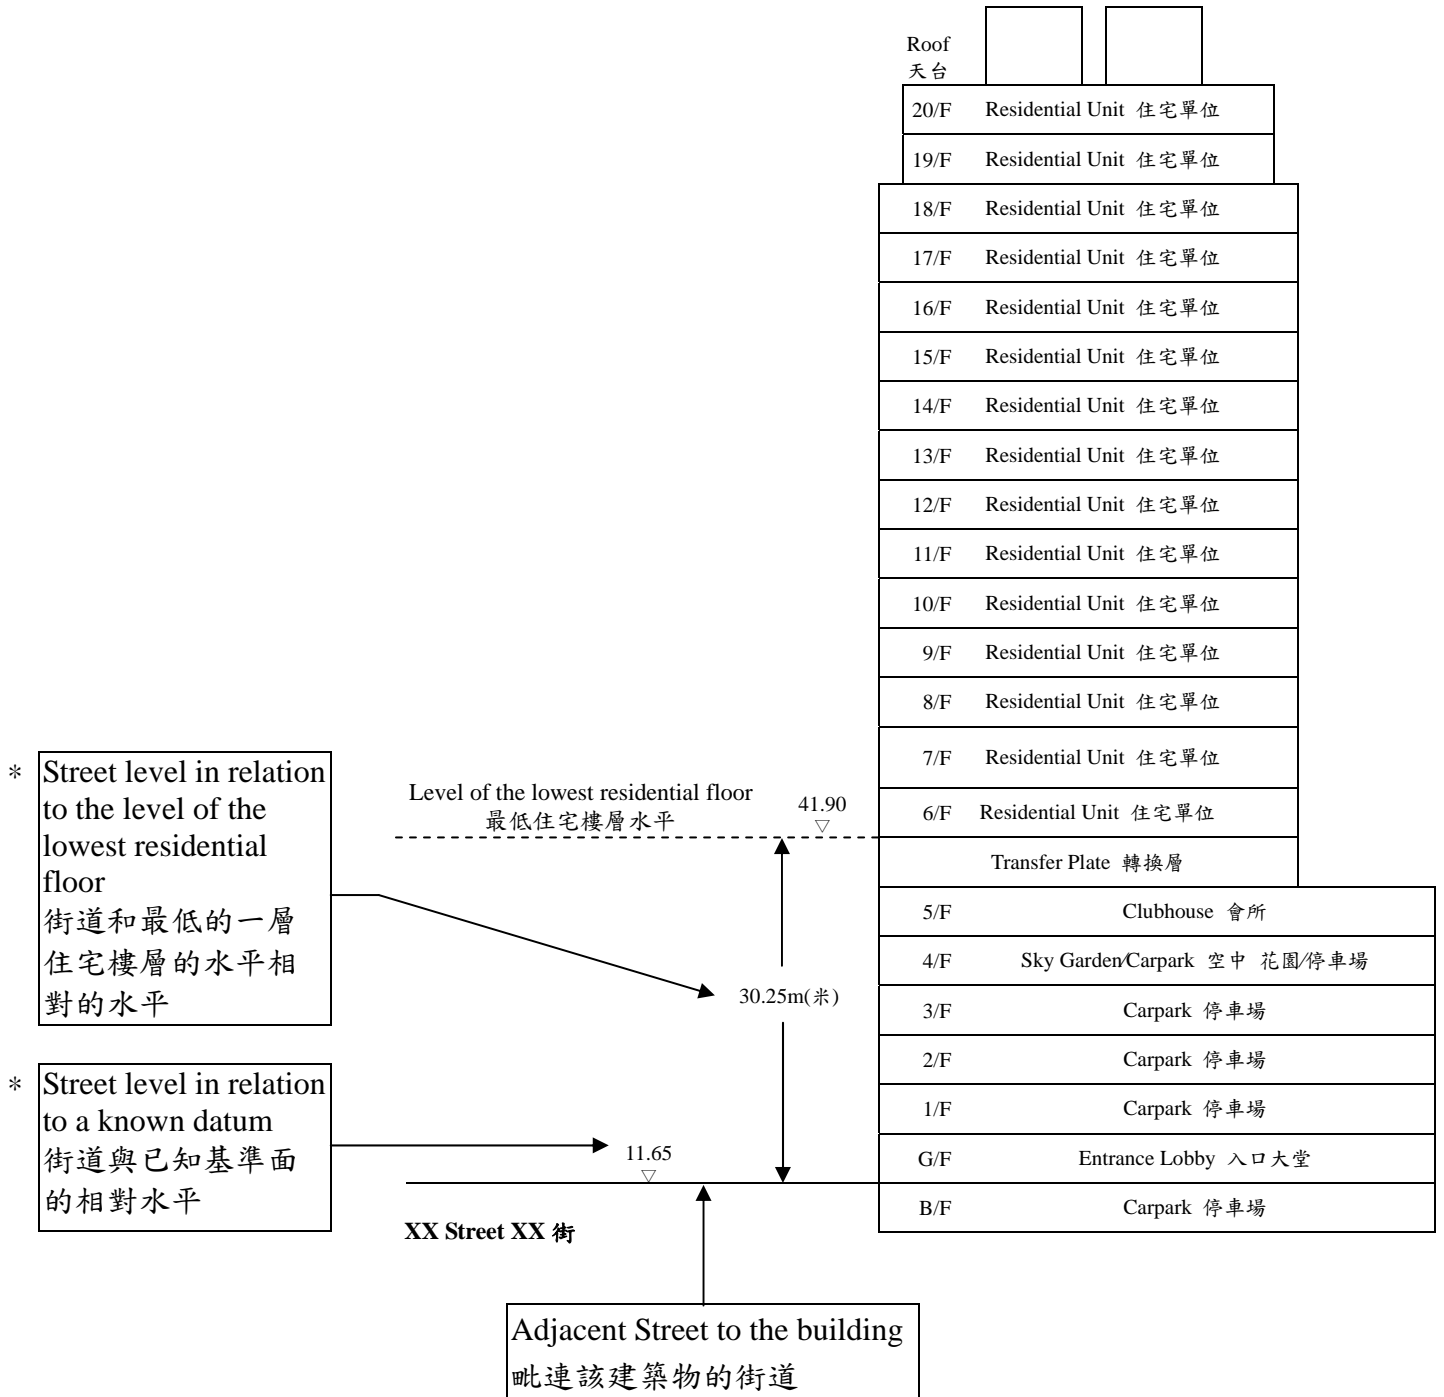 Roof
天台
20/F Residential Unit 住宅單位
19/F Residential Unit 住宅單位
18/F Residential Unit 住宅單位
17/F Residential Unit 住宅單位
16/F Residential Unit 住宅單位
15/F Residential Unit 住宅單位
14/F Residential Unit 住宅單位
13/F Residential Unit 住宅單位
12/F Residential Unit 住宅單位
11/F Residential Unit 住宅單位
10/F Residential Unit 住宅單位
9/F Residential Unit 住宅單位
8/F Residential Unit 住宅單位
7/F Residential Unit 住宅單位
6/F Residential Unit 住宅單位
Transfer Plate 轉換層
5/F Clubhouse 會所
4/F Sky Garden/Carpark 空中 花園/停車場
3/F Carpark 停車場
2/F Carpark 停車場
1/F Carpark 停車場
G/F Entrance Lobby 入口大堂
B/F Carpark 停車場
Level of the lowest residential floor
最低住宅樓層水平
41.90
30.25m(米)
11.65
XX Street XX 街
* Street level in relation
to the level of the
lowest residential
floor
街道和最低的一層
住宅樓層的水平相
對的水平
* Street level in relation
to a known datum
街道與已知基準面
的相對水平
Adjacent Street to the building
毗連該建築物的街道